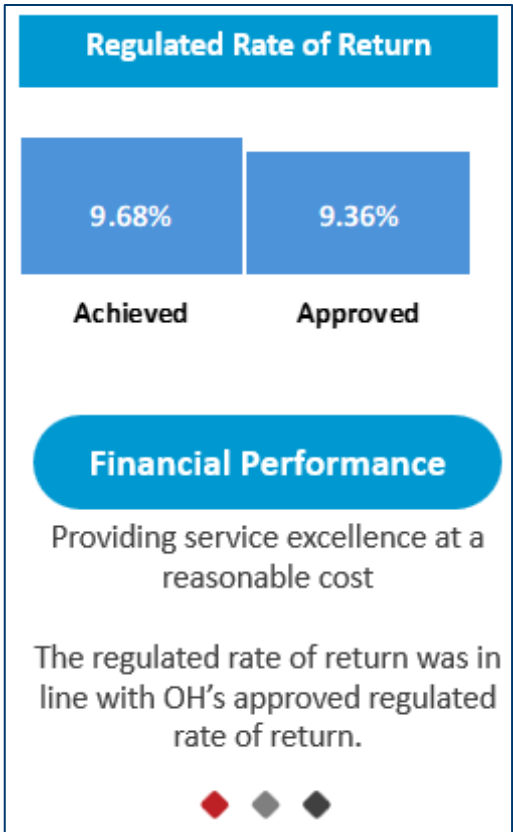 Regulated Rate of Return
9.68%
9.36%
Achieved
Approved
Financial Performance
Providing service excellence at a
reasonable cost
The regulated rate of return was in
line with OH's approved regulated
rate of return.